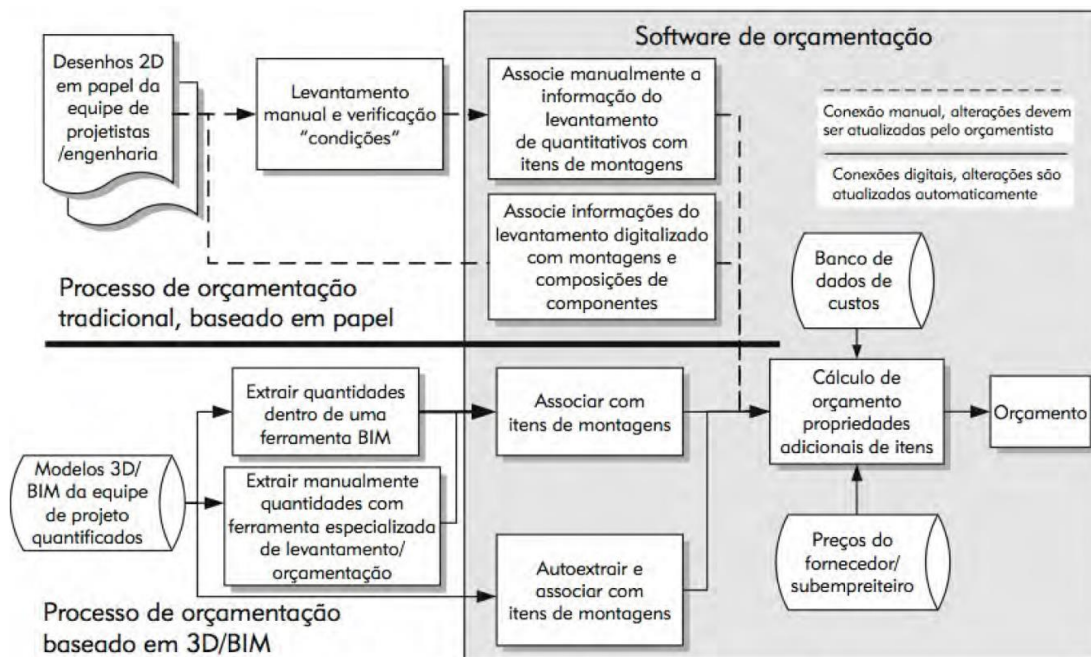 Software de orçamentação
Desenhos 2D
em papel da
equipe de
projetistas
/engenharia
Levantamento
manual e verificação
“condições”
Associe manualmente a
informação do
levantamento
de quantitativos com
itens de montagens
Conexão manual, alterações devem
ser atualizadas pelo orçamentista
Conexões digitais, alterações são
atualizadas automaticamente
Associe informações do
levantamento digitalizado
com montagens e
composições de
componentes
Banco de
dados de
custos
Processo de orçamentação
tradicional, baseado em papel
Extrair quantidades
dentro de uma
ferramenta BIM
Associar com
itens de montagens
Cálculo de
orçamento
propriedades
adicionais de itens
Orçamento
Modelos 3D/
BIM da equipe
de projeto
quantificados
Extrair manualmente
quantidades com
ferramenta especializada
de levantamento/
orçamentação
Autoextrair e
associar com
itens de montagens
Preços do
fornecedor/
subempreiteiro
Processo de orçamentação
baseado em 3D/BIM